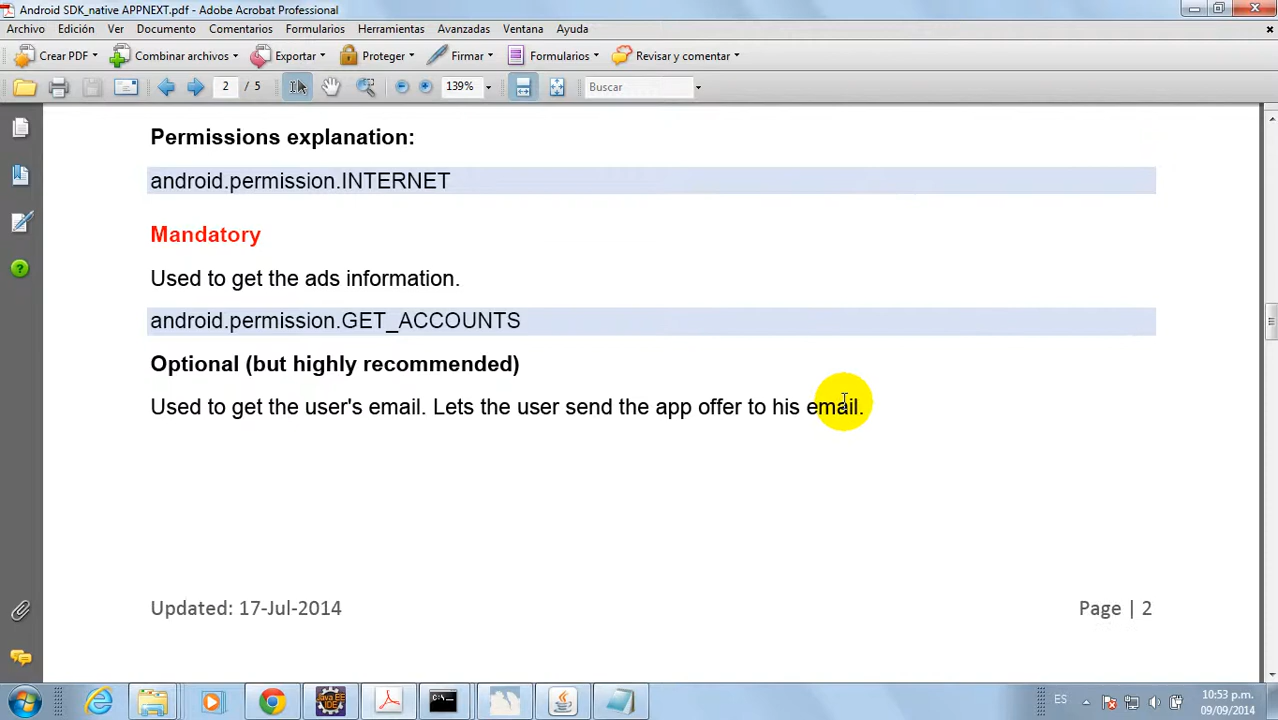 Android SDK_native APPNEXT.pdf - Adobe Acrobat Professional
Archivo Edición Ver Documento Comentarios Formularios Herramientas Avanzadas Ventana Ayuda
Crear PDF Combinar archivos Exportar Proteger Firmar Formularios Revisar y comentar
2 / 5 139% Buscar
Permissions explanation:
android.permission.INTERNET
Mandatory
Used to get the ads information.
android.permission.GET_ACCOUNTS
Optional (but highly recommended)
Used to get the user's email. Lets the user send the app offer to his email.
Updated: 17-Jul-2014 Page | 2
Java EE
IDE
C:\
ES
10:53 p.m.
09/09/2014